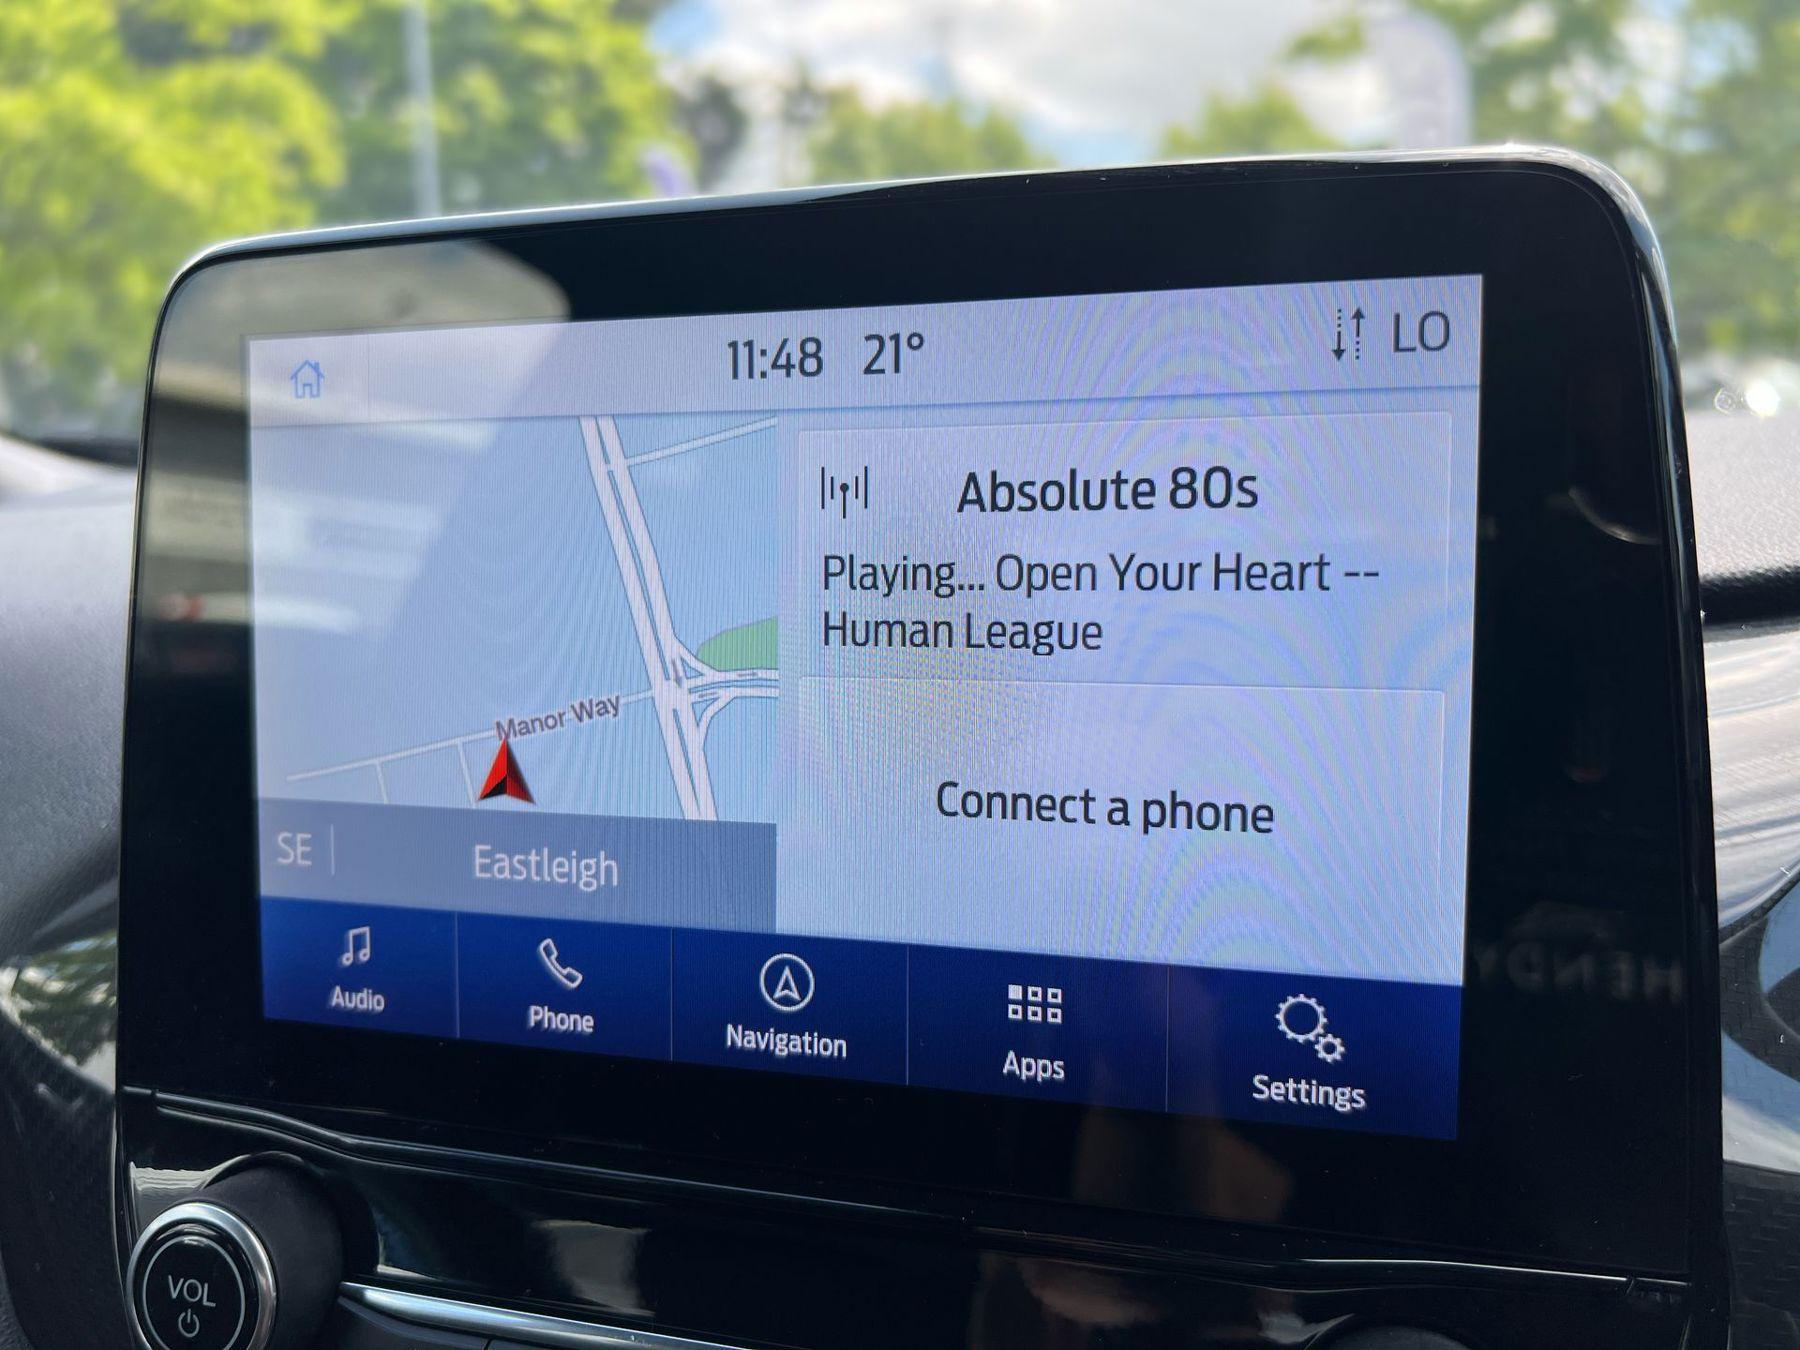 11:48 21°
LO
Absolute 80s
Playing... Open Your Heart --
Human League
Manor Way
Connect a phone
SE
Eastleigh
Audio
Phone
Navigation
Apps
Settings
HENDY
VOL